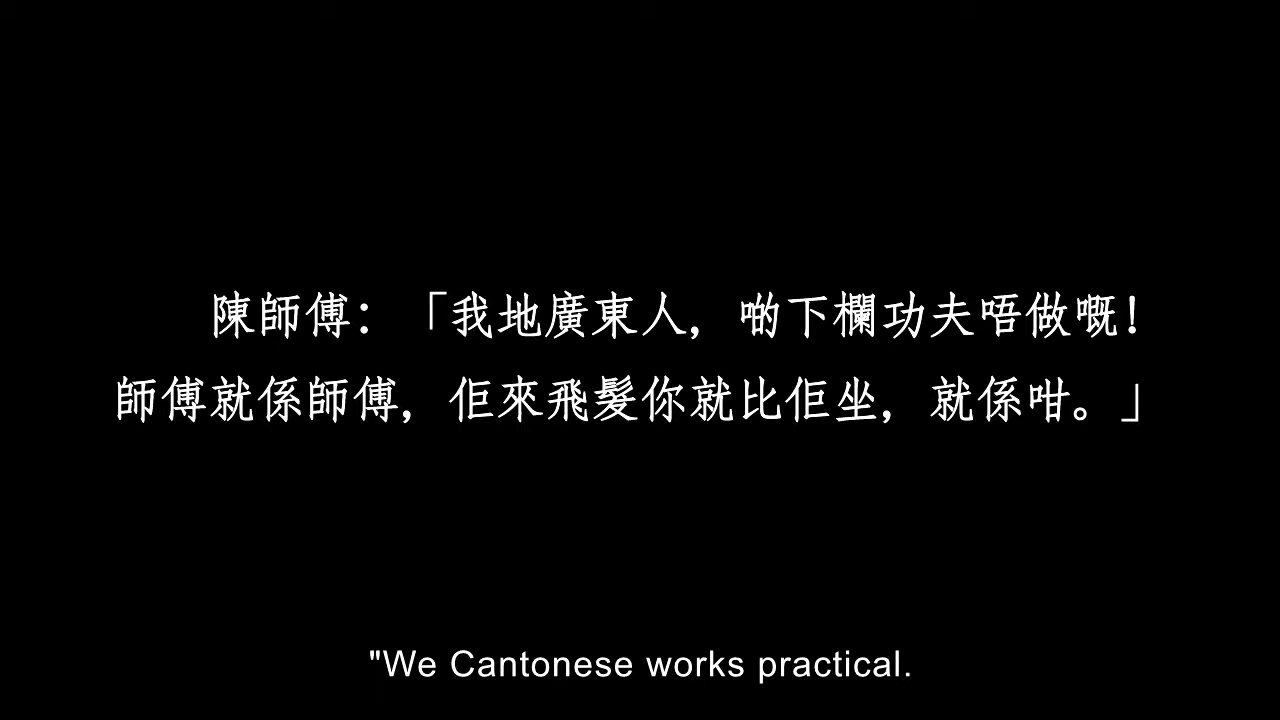 陳師傅：「我地廣東人，啲下欄功夫唔做嘅！
師傅就係師傅，佢來飛髮你就比佢坐，就係咁。」
"We Cantonese works practical.